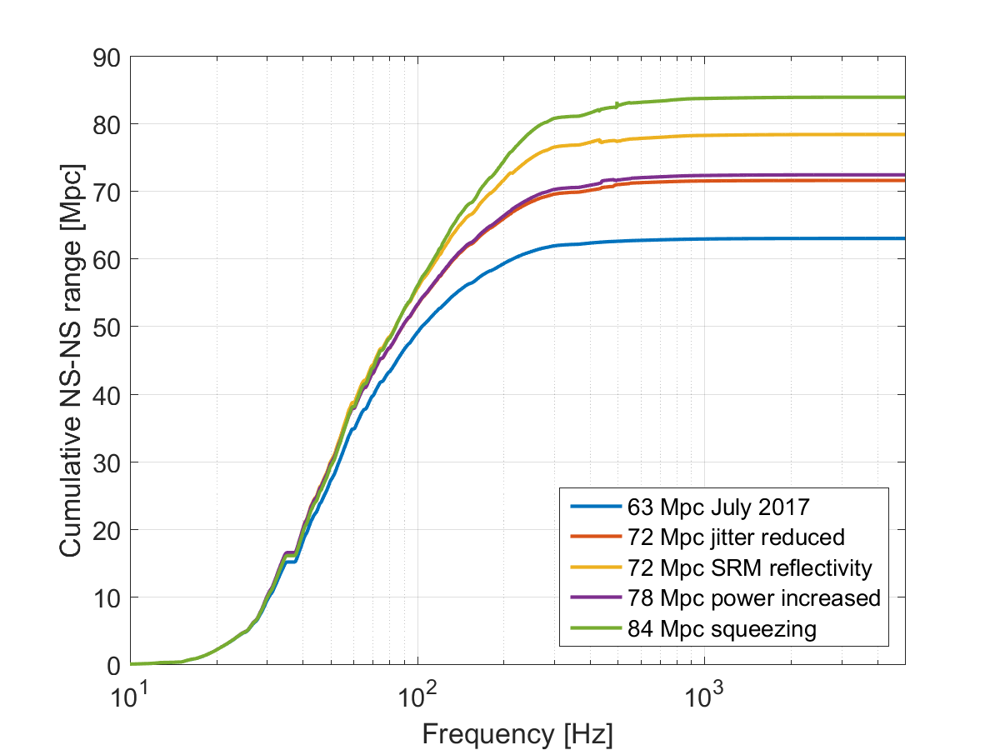 90
80
70
60
50
40
30
20
10
0
Cumulative NS-NS range [Mpc]
10^1
10^2
10^3
Frequency [Hz]
63 Mpc July 2017
72 Mpc jitter reduced
72 Mpc SRM reflectivity
78 Mpc power increased
84 Mpc squeezing